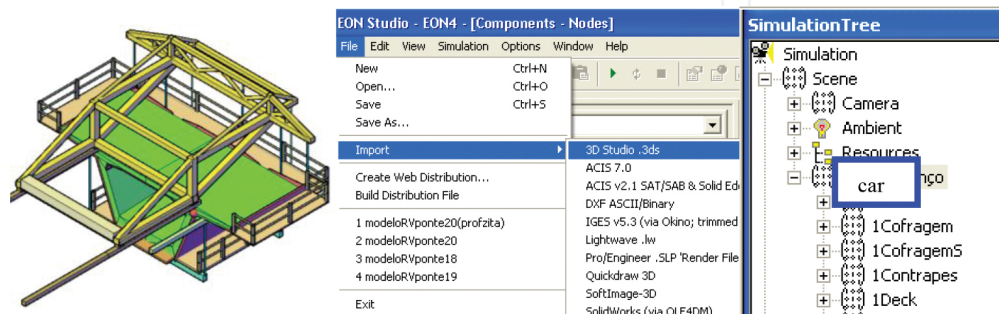 EON Studio - EON4 - [Components - Nodes]
File Edit View Simulation Options Window Help
New Ctrl+N
Open... Ctrl+O
Save Ctrl+S
Save As...
Import
Create Web Distribution...
Build Distribution File
1 modeloRVponte20(profzita)
2 modeloRVponte20
3 modeloRVponte18
4 modeloRVponte19
Exit
3D Studio .3ds
ACIS 7.0
ACIS v2.1 SAT/SAB & Solid Ed
DXF ASCII/Binary
IGES v5.3 (via Okino; trimmed
Lightwave .lw
Pro/Engineer .SLP 'Render File
Quickdraw 3D
SoftImage-3D
SolidWorks (via OLE4DM)
SimulationTree
Simulation
Scene
Camera
Ambient
Resources
nço
car
1Cofragem
1CofragemS
1Contrapes
1Deck